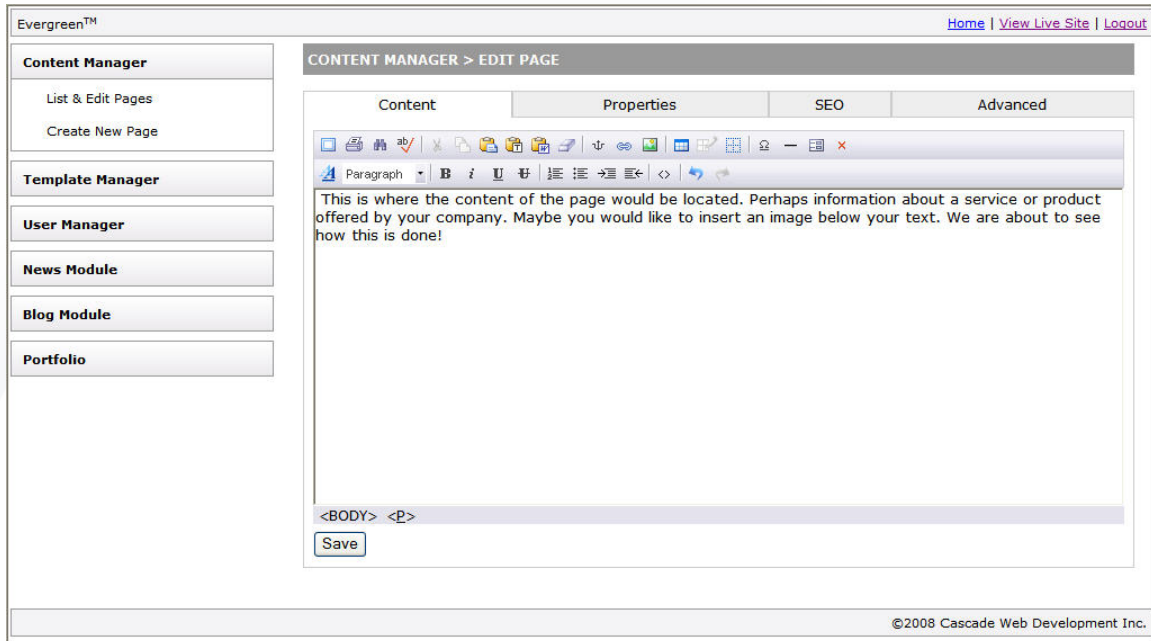 Evergreen™
Home | View Live Site | Logout
Content Manager
List & Edit Pages
Create New Page
Template Manager
User Manager
News Module
Blog Module
Portfolio
CONTENT MANAGER > EDIT PAGE
Content
Properties
SEO
Advanced
Paragraph
B i U
This is where the content of the page would be located. Perhaps information about a service or product
offered by your company. Maybe you would like to insert an image below your text. We are about to see
how this is done!
<BODY> <P>
Save
©2008 Cascade Web Development Inc.